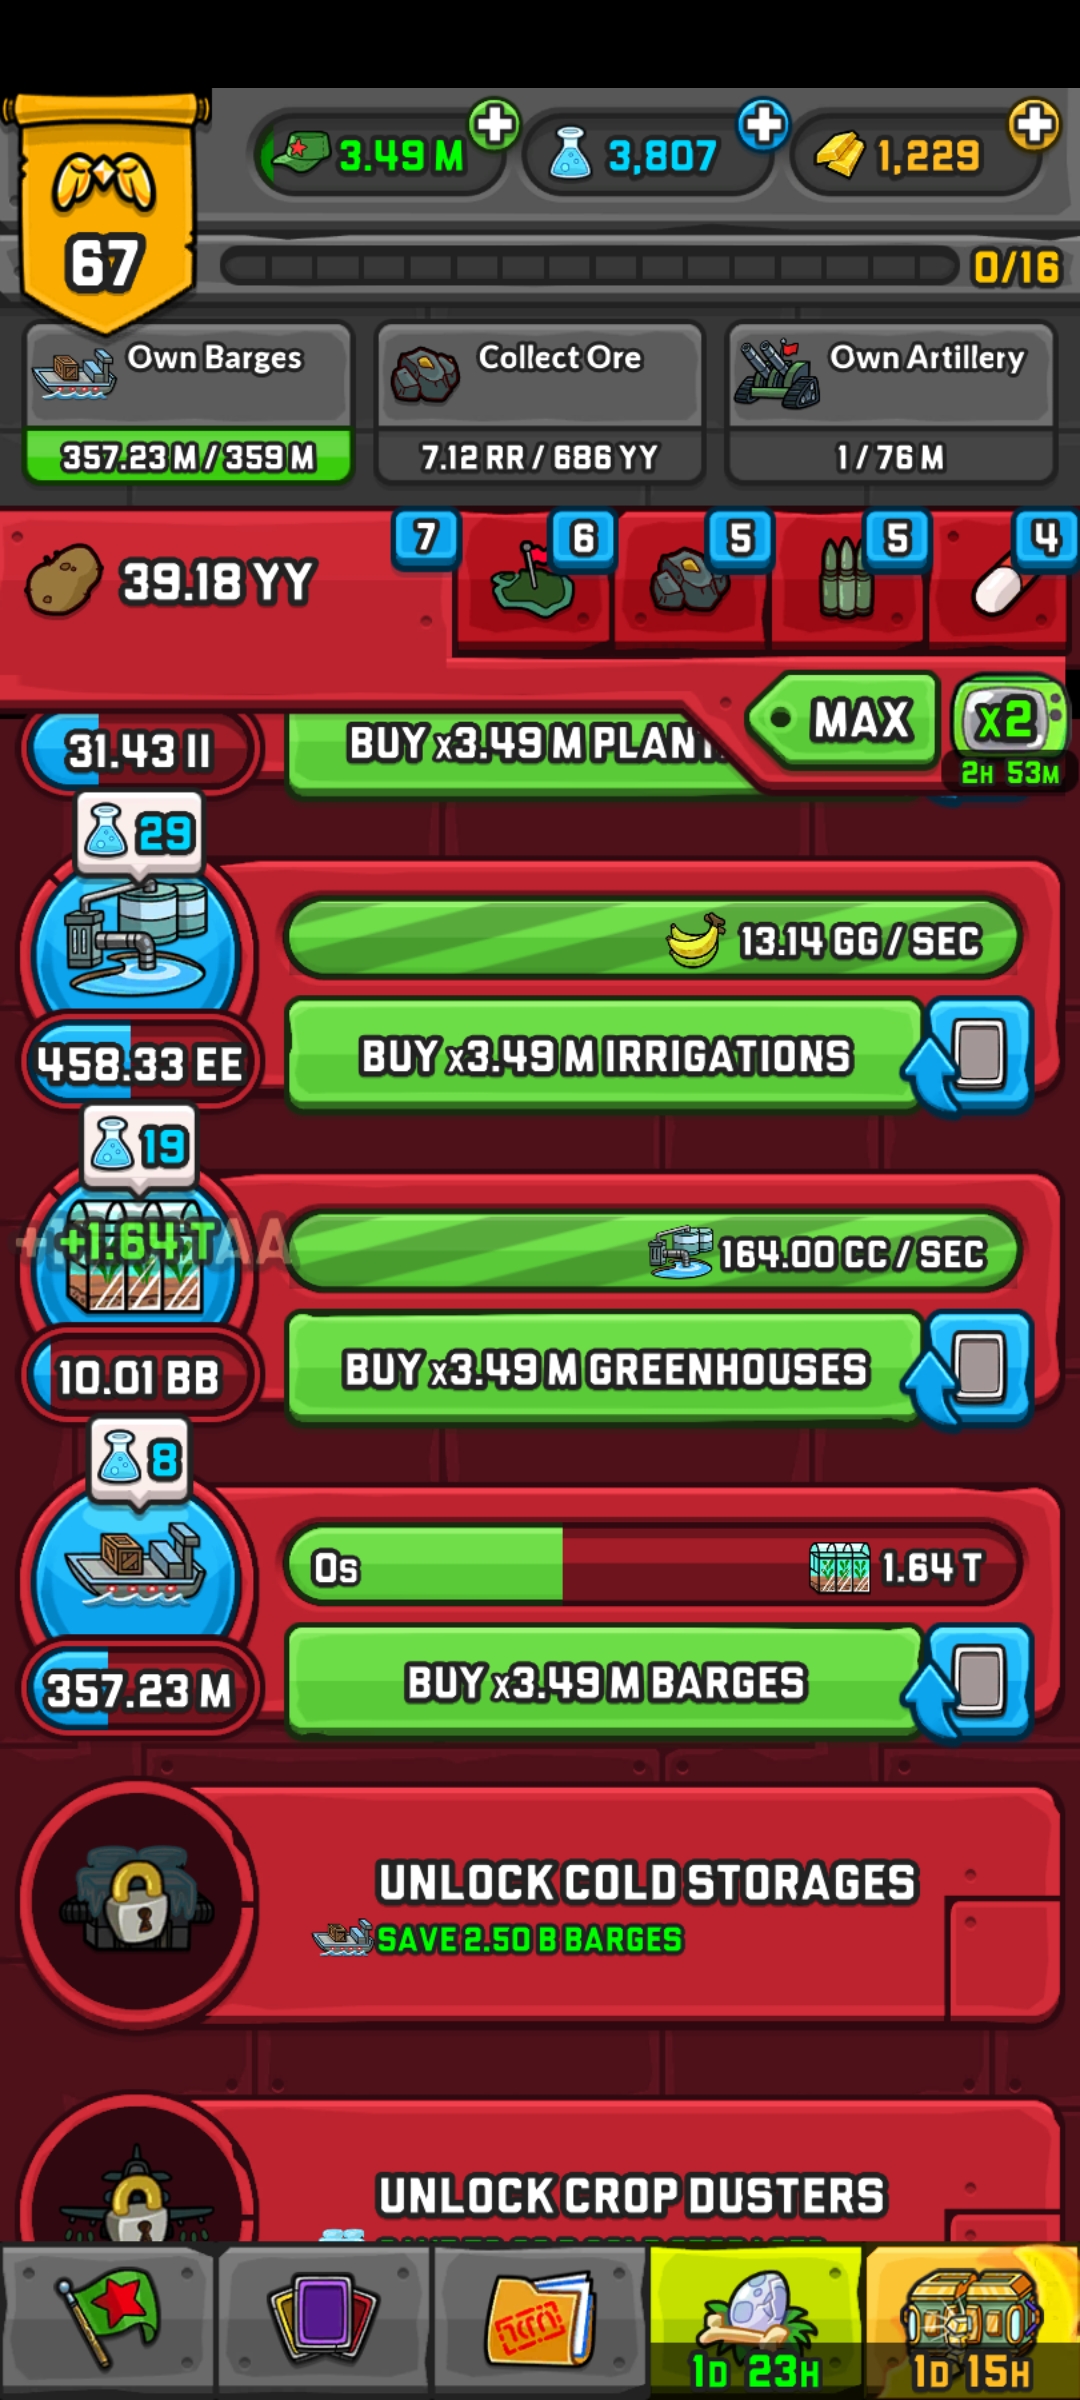 3.49 M
3,807
1,229
67
0/16
Own Barges
357.23 M / 359 M
Collect Ore
7.12 RR / 686 YY
Own Artillery
1 / 76 M
39.18 YY
7
6
5
5
4
MAX
x2
2H 53M
31.43 II
BUY x3.49 M PLANT
29
13.14 GG / SEC
458.33 EE
BUY x3.49 M IRRIGATIONS
19
+1.64 T
AA
164.00 CC / SEC
10.01 BB
BUY x3.49 M GREENHOUSES
8
0s
1.64 T
357.23 M
BUY x3.49 M BARGES
UNLOCK COLD STORAGES
SAVE 2.50 B BARGES
UNLOCK CROP DUSTERS
1D 23H
1D 15H